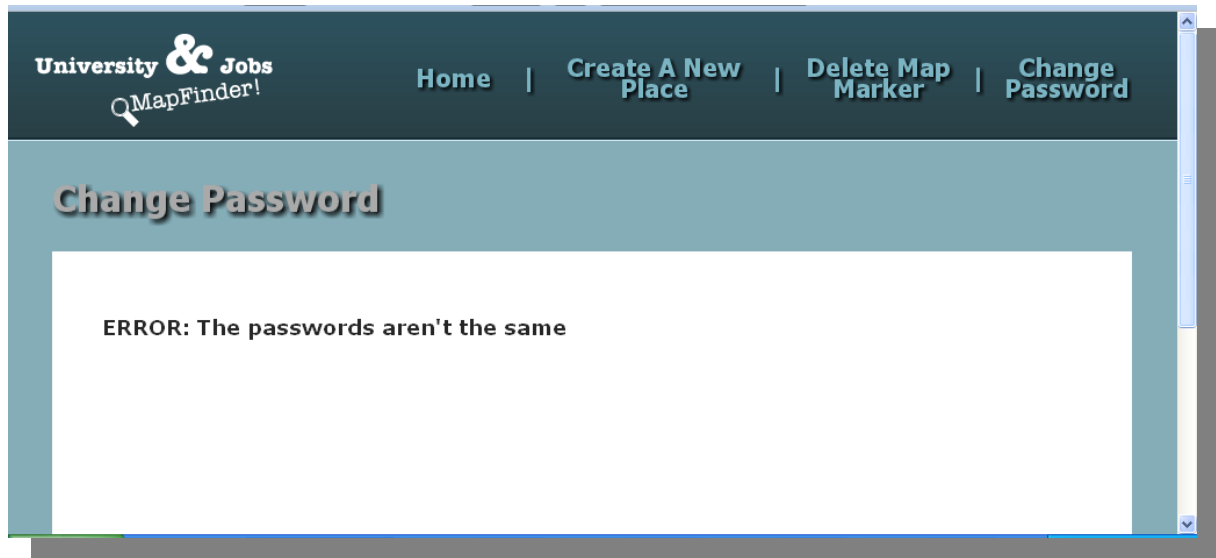 University & Jobs
MapFinder!
Home | Create A New Place | Delete Map Marker | Change Password
Change Password
ERROR: The passwords aren't the same